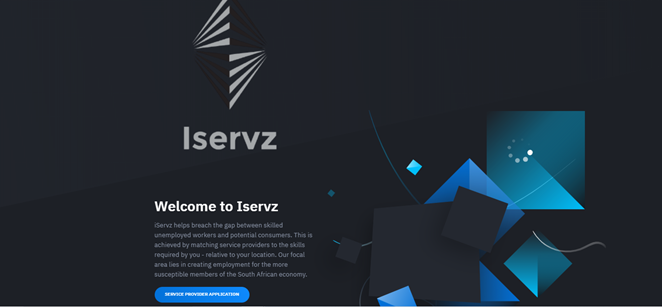 Iservz
Welcome to Iservz
iServz helps breach the gap between skilled
unemployed workers and potential consumers. This is
achieved by matching service providers to the skills
required by you - relative to your location. Our focal
area lies in creating employment for the more
susceptible members of the South African economy.
SERVICE PROVIDER APPLICATION